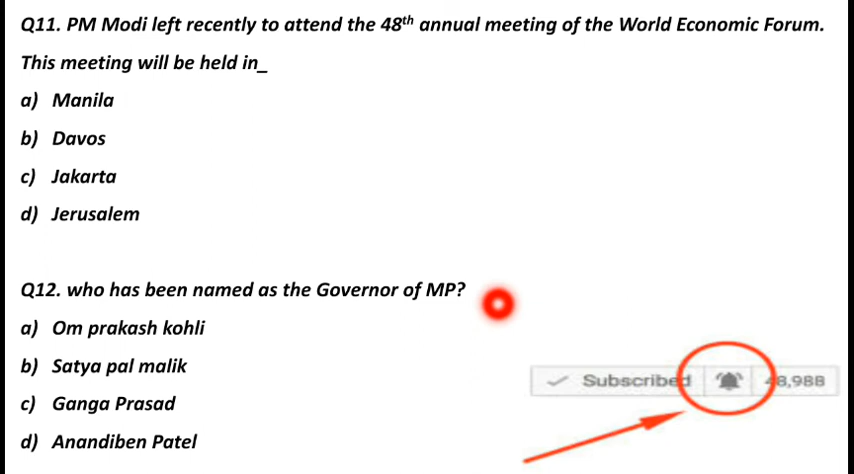 Q11. PM Modi left recently to attend the 48th annual meeting of the World Economic Forum.
This meeting will be held in_
a) Manila
b) Davos
c) Jakarta
d) Jerusalem
Q12. who has been named as the Governor of MP?
a) Om prakash kohli
b) Satya pal malik
c) Ganga Prasad
d) Anandiben Patel
Subscribed 48,988